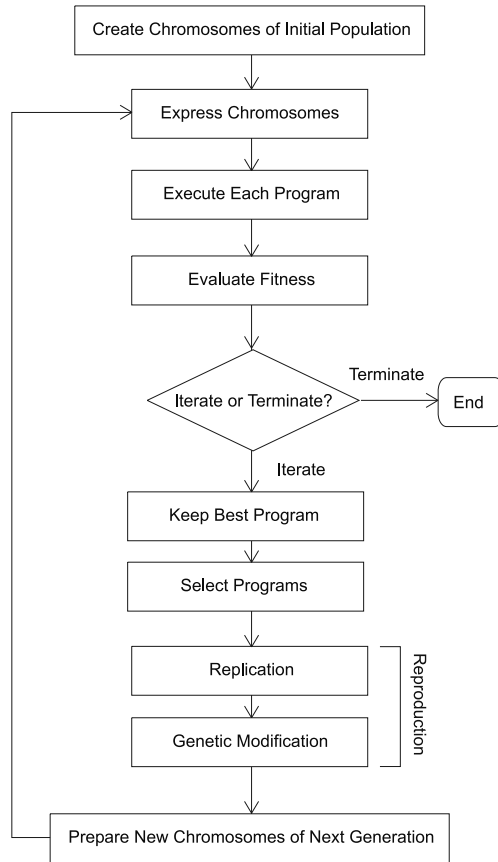 Create Chromosomes of Initial Population
Express Chromosomes
Execute Each Program
Evaluate Fitness
Iterate or Terminate?
Terminate
End
Iterate
Keep Best Program
Select Programs
Replication
Genetic Modification
Reproduction
Prepare New Chromosomes of Next Generation